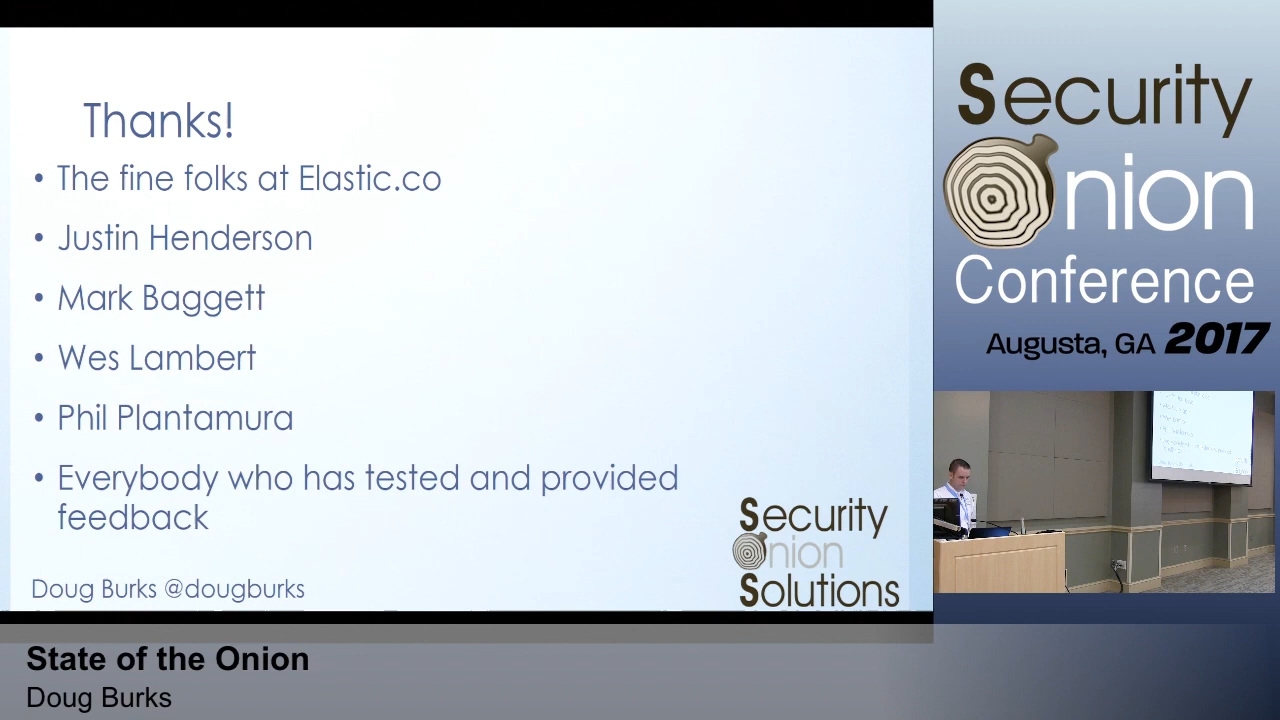 Thanks!
• The fine folks at Elastic.co
• Justin Henderson
• Mark Baggett
• Wes Lambert
• Phil Plantamura
• Everybody who has tested and provided
feedback
Doug Burks @dougburks
Security
Onion
Solutions
Security
Onion
Conference
Augusta, GA 2017
State of the Onion
Doug Burks